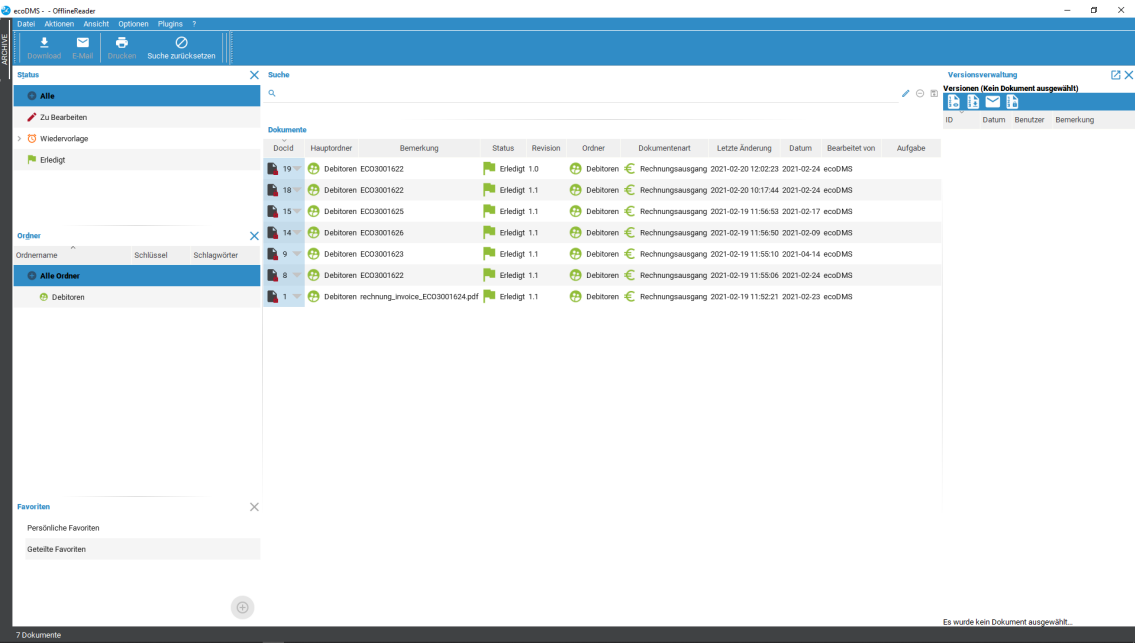 ecoDMS - - OfflineReader
Datei Aktionen Ansicht Optionen Plugins ?
ARCHIVE
Download E-Mail Drucken Suche zurücksetzen
Status
Alle
Zu Bearbeiten
Wiedervorlage
Erledigt
Ordner
Ordnername Schlüssel Schlagwörter
Alle Ordner
Debitoren
Favoriten
Persönliche Favoriten
Geteilte Favoriten
Suche
Dokumente
DocId Hauptordner Bemerkung Status Revision Ordner Dokumentenart Letzte Änderung Datum Bearbeitet von Aufgabe
19 Debitoren ECO3001622 Erledigt 1.0 Debitoren Rechnungsausgang 2021-02-20 12:02:23 2021-02-24 ecoDMS
18 Debitoren ECO3001622 Erledigt 1.1 Debitoren Rechnungsausgang 2021-02-20 10:17:44 2021-02-24 ecoDMS
15 Debitoren ECO3001625 Erledigt 1.1 Debitoren Rechnungsausgang 2021-02-19 11:56:53 2021-02-17 ecoDMS
14 Debitoren ECO3001626 Erledigt 1.1 Debitoren Rechnungsausgang 2021-02-19 11:56:50 2021-02-09 ecoDMS
9 Debitoren ECO3001623 Erledigt 1.1 Debitoren Rechnungsausgang 2021-02-19 11:55:10 2021-04-14 ecoDMS
8 Debitoren ECO3001622 Erledigt 1.1 Debitoren Rechnungsausgang 2021-02-19 11:55:06 2021-02-24 ecoDMS
1 Debitoren rechnung_invoice_ECO3001624.pdf Erledigt 1.1 Debitoren Rechnungsausgang 2021-02-19 11:52:21 2021-02-23 ecoDMS
Versionsverwaltung
Versionen (Kein Dokument ausgewählt)
ID Datum Benutzer Bemerkung
Es wurde kein Dokument ausgewählt...
7 Dokumente